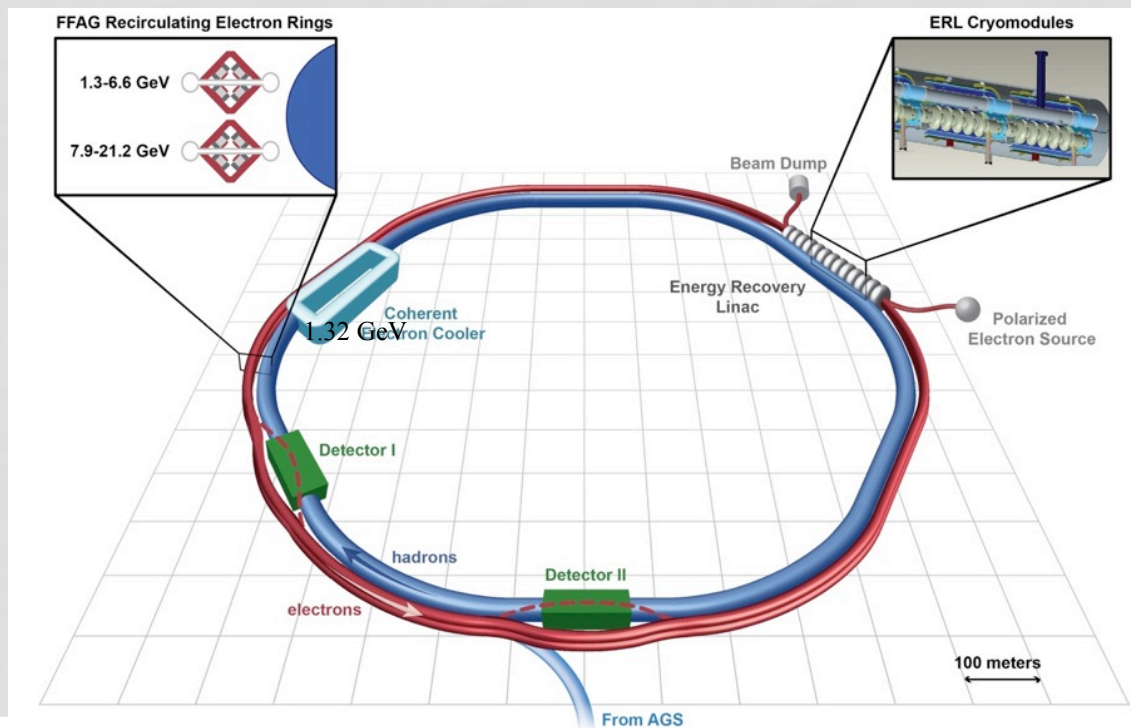 FFAG Recirculating Electron Rings
1.3-6.6 GeV
7.9-21.2 GeV
ERL Cryomodules
Beam Dump
Energy Recovery
Linac
Polarized
Electron Source
Coherent
Electron Cooler
1.32 GeV
Detector I
hadrons
Detector II
electrons
100 meters
From AGS